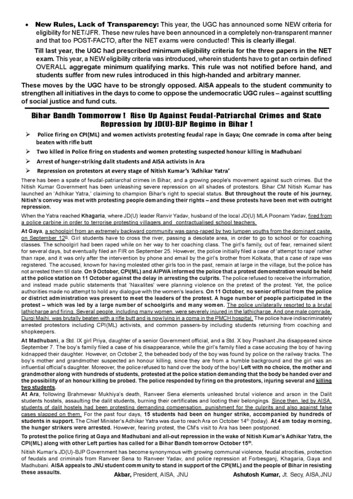 • New Rules, Lack of Transparency: This year, the UGC has announced some NEW criteria for
eligibility for NET/JFR. These new rules have been announced in a completely non-transparent manner
and that too POST-FACTO, after the NET exams were conducted! This is clearly illegal.
Till last year, the UGC had prescribed minimum eligibility criteria for the three papers in the NET
exam. This year, a NEW eligibility criteria was introduced, wherein students have to get an certain defined
OVERALL aggregate minimum qualifying marks. This rule was not notified before hand, and
students suffer from new rules introduced in this high-handed and arbitrary manner.
These moves by the UGC have to be strongly opposed. AISA appeals to the student community to
strengthen all initiatives in the days to come to oppose the undemocratic UGC rules – against scuttling
of social justice and fund cuts.
Bihar Bandh Tommorow ! Rise Up Against Feudal-Patriarchal Crimes and State
Repression by JD(U)-BJP Regime in Bihar !
➢ Police firing on CPI(ML) and women activists protesting feudal rape in Gaya; One comrade in coma after being
beaten with rifle butt
➢ Two killed in Police firing on students and women protesting suspected honour killing in Madhubani
➢ Arrest of hunger-striking dalit students and AISA activists in Ara
➢ Repression on protestors at every stage of Nitish Kumar's 'Adhikar Yatra'
There has been a spate of feudal-patriarchal crimes in Bihar, and a growing people's movement against such crimes. But the
Nitish Kumar Government has been unleashing severe repression on all shades of protestors. Bihar CM Nitish Kumar has
launched an 'Adhikar Yatra', claiming to champion Bihar's right to special status. But throughout the route of his journey,
Nitish's convoy was met with protesting people demanding their rights – and these protests have been met with outright
repression.
When the Yatra reached Khagaria, where JD(U) leader Ranvir Yadav, husband of the local JD(U) MLA Poonam Yadav, fired from
a police carbine in order to terrorise protesting villagers and contractualised school teachers.
At Gaya, a schoolgirl from an extremely backward community was gang-raped by two lumpen youths from the dominant caste,
on September 12th. Girl students have to cross the river, passing a desolate area, in order to go to school or for coaching
classes. The schoolgirl had been raped while on her way to her coaching class. The girl's family, out of fear, remained silent
for several days, but eventually filed an FIR on September 25. However, the police initially filed a case of attempt to rape rather
than rape, and it was only after the intervention by phone and email by the girl's brother from Kolkata, that a case of rape was
registered. The accused, known for having molested other girls too in the past, remain at large in the village, but the police has
not arrested them till date. On 9 October, CPI(ML) and AIPWA informed the police that a protest demonstration would be held
at the police station on 11 October against the delay in arresting the culprits. The police refused to receive the information,
and instead made public statements that 'Naxalites' were planning violence on the pretext of the protest. Yet, the police
authorities made no attempt to hold any dialogue with the women's leaders. On 11 October, no senior official from the police
or district administration was present to meet the leaders of the protest. A huge number of people participated in the
protest – which was led by a large number of schoolgirls and many women. The police unilaterally resorted to a brutal
lathicharge and firing. Several people, including many women, were severely injured in the lathicharge. And one male comrade,
Durgi Majhi, was brutally beaten with a rifle butt and is now lying in a coma in the PMCH hospital. The Police have indiscriminately
arrested protestors including CPI(ML) activists, and common passers-by including students returning from coaching and
shopkeepers.
At Madhubani, a IInd IX girl Priya, daughter of a senior Government official, and a Std. X boy Prashant Jha disappeared since
September 7. The boy's family filed a case of his disappearance, while the girl's family filed a case accusing the boy of having
kidnapped their daughter. However, on October 2, the beheaded body of the boy was found by police on the railway tracks. The
boy's mother and grandmother suspected an honour killing, since they are from a humble background and the girl was an
influential official's daughter. Moreover, the police refused to hand over the body of the boy! Left with no choice, the mother and
grandmother along with hundreds of students, protested at the police station demanding that the body be handed over and
the possibility of an honour killing be probed. The police responded by firing on the protestors, injuring several and killing
two students.
At Ara, following Brahmeswar Mukhiya's death, Ranveer Sena elements unleashed brutal violence and arson in the Dalit
students hostels, assaulting the dalit students, burning their certificates and looting their belongings. Since then, led by AISA,
students of dalit hostels had been protesting demanding compensation, punishment for the culprits and also against false
cases slapped on them. For the past four days, 15 students had been on hunger strike, accompanied by hundreds of
students in support. The Chief Minister's Adhikar Yatra was due to reach Ara on October 14th (today). At 4 am today morning,
the hunger strikers were arrested. However, fearing protest, the CM's visit to Ara has been postponed.
To protest the police firing at Gaya and Madhubani and all-out repression in the wake of Nitish Kumar's Adhikar Yatra, the
CPI(ML) along with other Left parties has called for a Bihar Bandh tomorrow October 15th.
Nitish Kumar's JD(U)-BJP Government has become synonymous with growing communal violence, feudal atrocities, protection
of feudals and criminals from Ranveer Sena to Ranveer Yadav, and police repression at Forbesganj, Khagaria, Gaya and
Madhubani. AISA appeals to JNU student community to stand in support of the CPI(ML) and the people of Bihar in resisting
these assaults.
Akbar, President, AISA, JNU Ashutosh Kumar, Jt. Secy, AISA,JNU